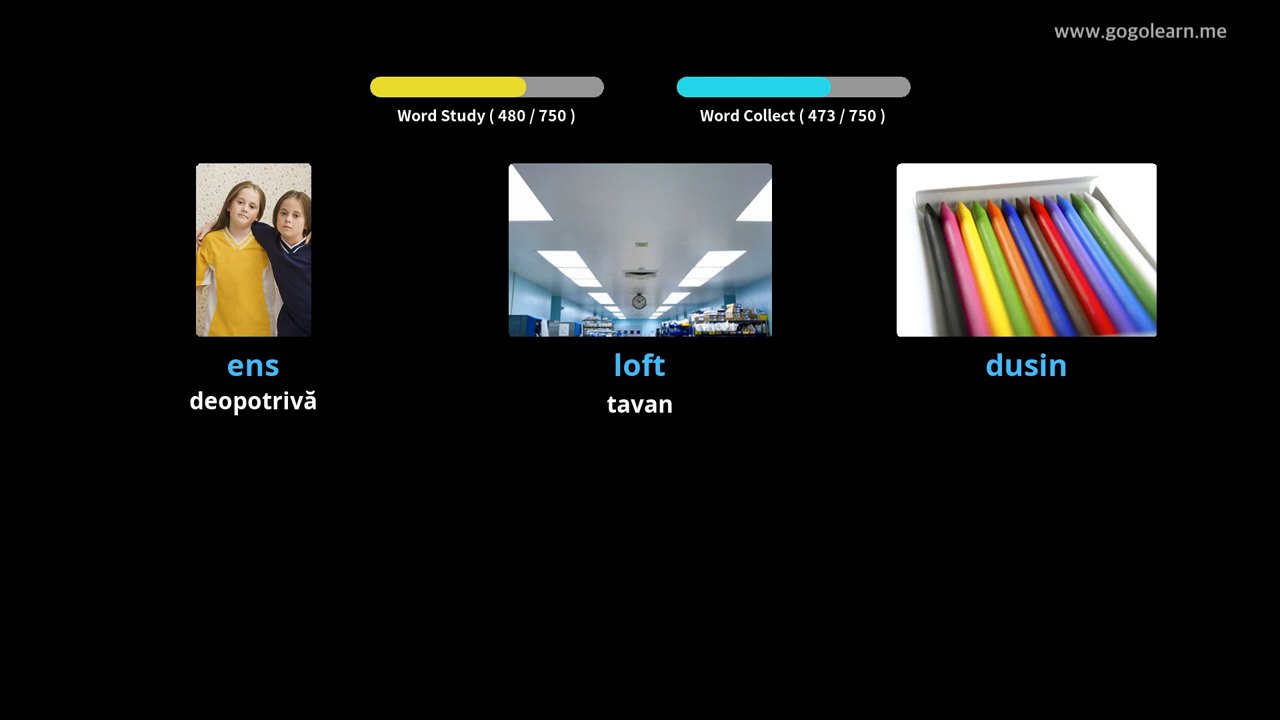 www.gogolearn.me
Word Study ( 480 / 750 )
Word Collect ( 473 / 750 )
ens
deopotrivă
loft
tavan
dusin